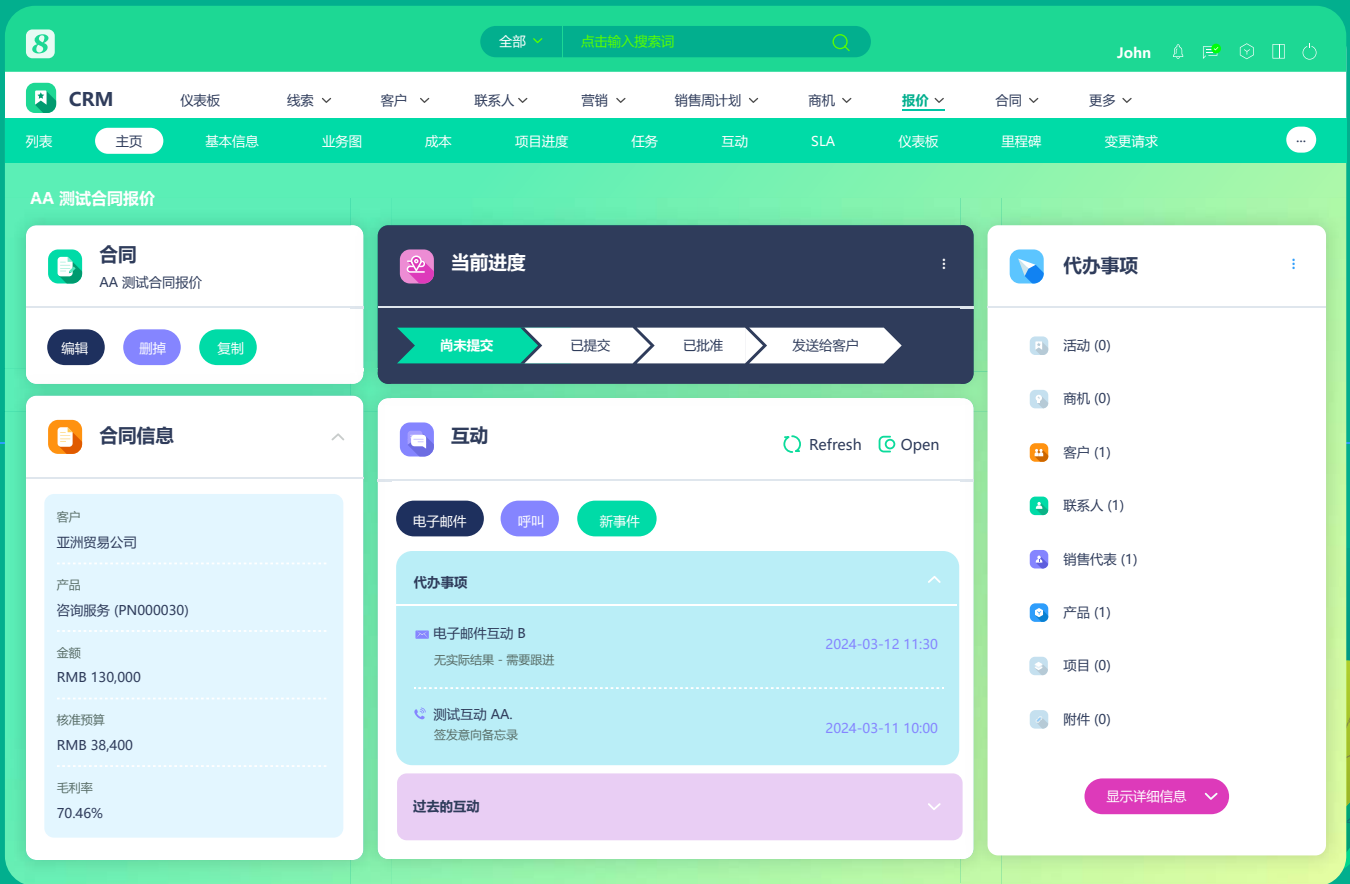 8
全部
点击输入搜索词
John
CRM
仪表板 线索 客户 联系人 营销 销售周计划 商机 报价 合同 更多
列表 主页 基本信息 业务图 成本 项目进度 任务 互动 SLA 仪表板 里程碑 变更请求 ...
AA 测试合同报价
合同
AA 测试合同报价
编辑 删掉 复制
合同信息
客户
亚洲贸易公司
产品
咨询服务 (PN000030)
金额
RMB 130,000
核准预算
RMB 38,400
毛利率
70.46%
当前进度
尚未提交 已提交 已批准 发送给客户
互动
Refresh Open
电子邮件 呼叫 新事件
代办事项
电子邮件互动 B
2024-03-12 11:30
无实际结果 - 需要跟进
测试互动 AA.
2024-03-11 10:00
签发意向备忘录
过去的互动
代办事项
活动 (0)
商机 (0)
客户 (1)
联系人 (1)
销售代表 (1)
产品 (1)
项目 (0)
附件 (0)
显示详细信息